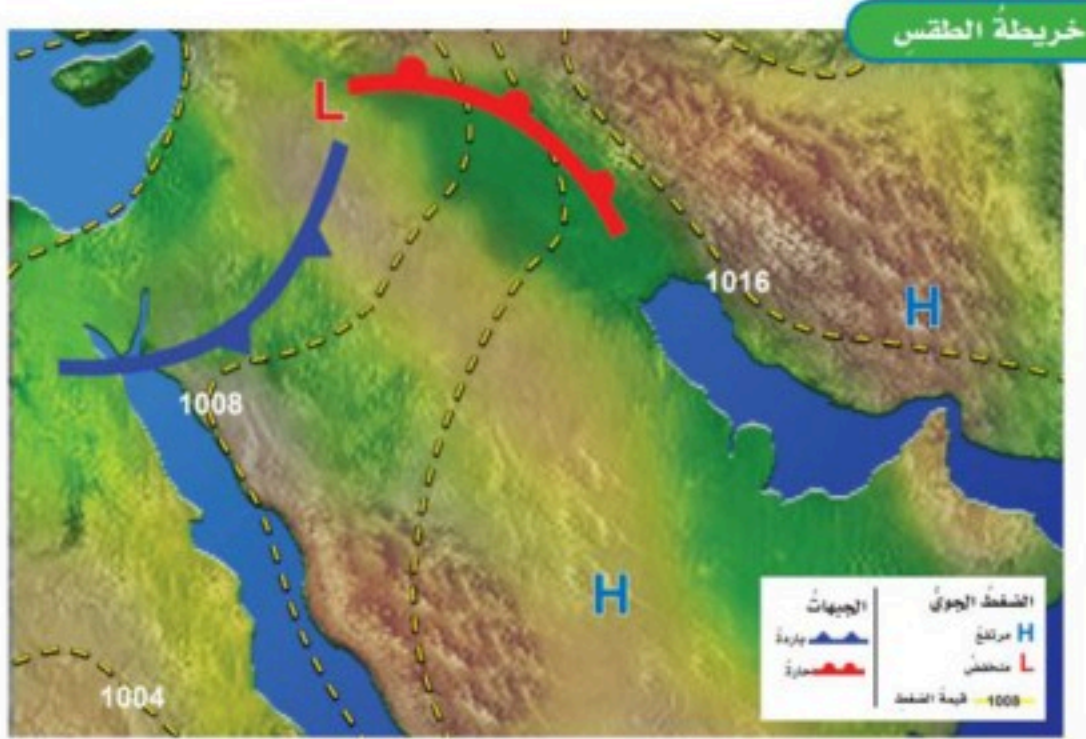 خريطةُ الطقسِ
L
1016
H
1008
H
1004
الضغطُ الجويُّ
H مرتفعٌ
L منخفضٌ
1008 قيمةُ الضغطِ
الجبهاتُ
باردةٌ
حارةٌ